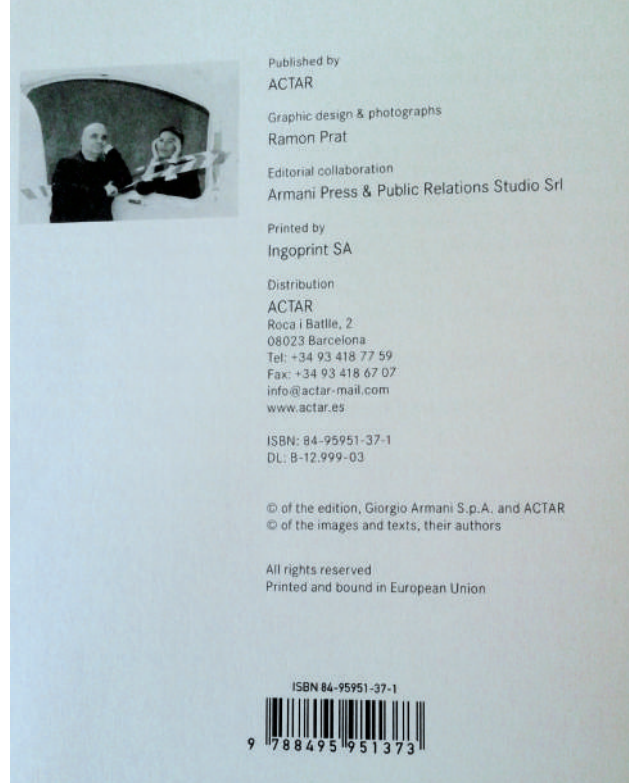 Published by
ACTAR
Graphic design & photographs
Ramon Prat
Editorial collaboration
Armani Press & Public Relations Studio Srl
Printed by
Ingoprint SA
Distribution
ACTAR
Roca i Batlle, 2
08023 Barcelona
Tel: +34 93 418 77 59
Fax: +34 93 418 67 07
info@actar-mail.com
www.actar.es
ISBN: 84-95951-37-1
DL: B-12.999-03
© of the edition, Giorgio Armani S.p.A. and ACTAR
© of the images and texts, their authors
All rights reserved
Printed and bound in European Union
ISBN 84-95951-37-1
9 788495 951373